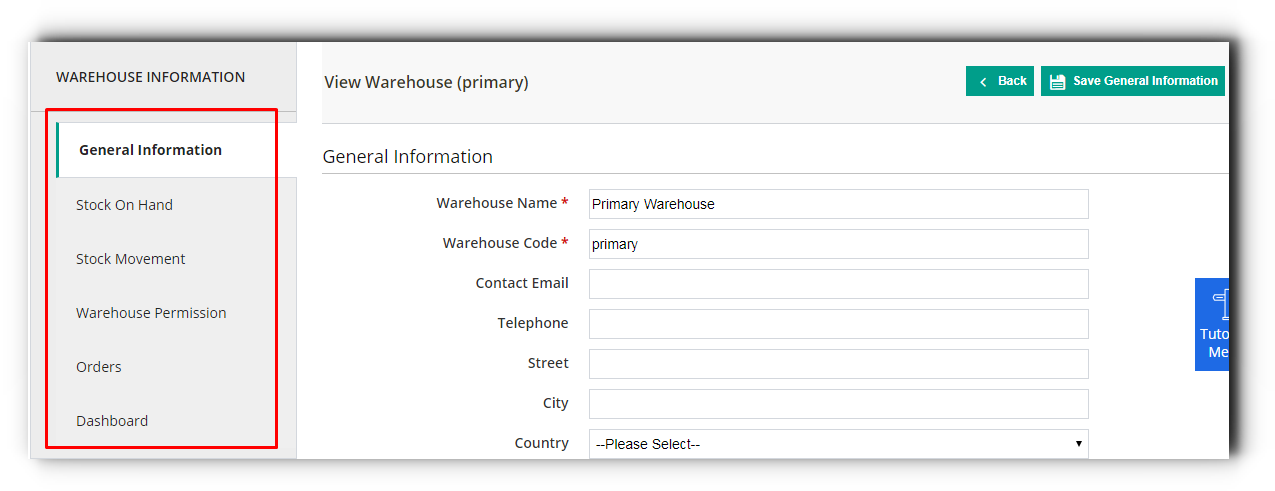 WAREHOUSE INFORMATION
General Information
Stock On Hand
Stock Movement
Warehouse Permission
Orders
Dashboard
View Warehouse (primary)
Back
Save General Information
General Information
Warehouse Name *
Primary Warehouse
Warehouse Code *
primary
Contact Email
Telephone
Street
City
Country
--Please Select--
Tuto
Me